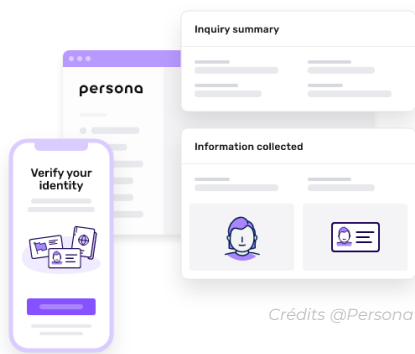 Inquiry summary
persona
Information collected
Verify your
identity
Crédits @Persona